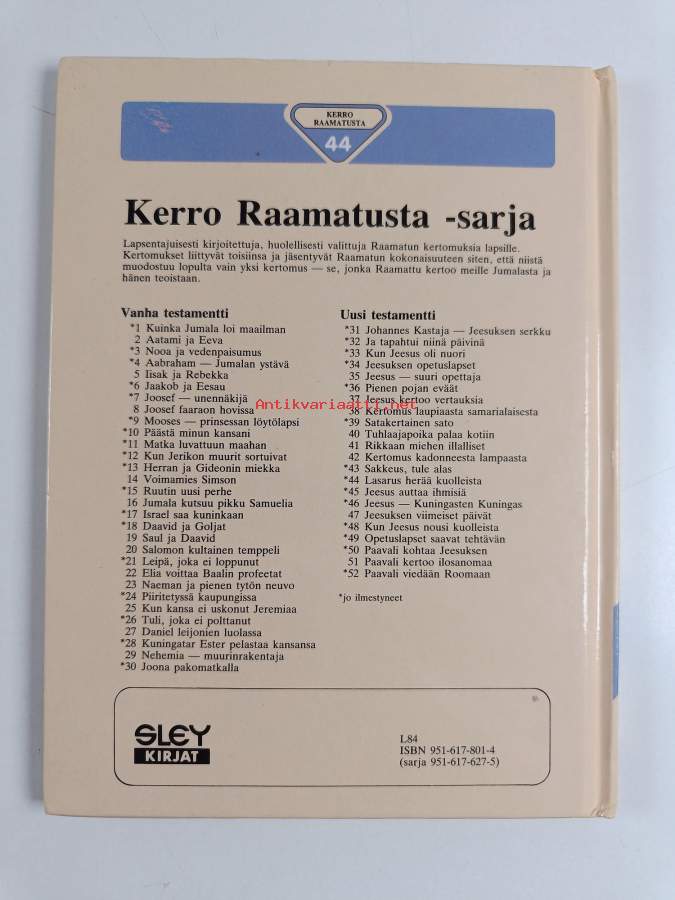 KERRO
RAAMATUSTA
44
Kerro Raamatusta -sarja
Lapsentajuisesti kirjoitettuja, huolellisesti valittuja Raamatun kertomuksia lapsille.
Kertomukset liittyvät toisiinsa ja jäsentyvät Raamatun kokonaisuuteen siten, että niistä
muodostuu lopulta vain yksi kertomus — se, jonka Raamattu kertoo meille Jumalasta ja
hänen teoistaan.
Vanha testamentti
*1 Kuinka Jumala loi maailman
2 Aatami ja Eeva
*3 Nooa ja vedenpaisumus
*4 Aabraham — Jumalan ystävä
5 Iisak ja Rebekka
*6 Jaakob ja Eesau
*7 Joosef — unennäkijä
8 Joosef faaraon hovissa
*9 Mooses — prinsessan löytölapsi
*10 Päästä minun kansani
*11 Matka luvattuun maahan
*12 Kun Jerikon muurit sortuivat
*13 Herran ja Gideonin miekka
14 Voimamies Simson
*15 Ruutin uusi perhe
16 Jumala kutsuu pikku Samuelia
*17 Israel saa kuninkaan
*18 Daavid ja Goljat
19 Saul ja Daavid
20 Salomon kultainen temppeli
*21 Leipä, joka ei loppunut
22 Elia voittaa Baalin profeetat
23 Naeman ja pienen tytön neuvo
*24 Piiritetyssä kaupungissa
25 Kun kansa ei uskonut Jeremiaa
*26 Tuli, joka ei polttanut
27 Daniel leijonien luolassa
*28 Kuningatar Ester pelastaa kansansa
29 Nehemia — muurinrakentaja
*30 Joona pakomatkalla
Uusi testamentti
*31 Johannes Kastaja — Jeesuksen serkku
*32 Ja tapahtui niinä päivinä
*33 Kun Jeesus oli nuori
*34 Jeesuksen opetuslapset
35 Jeesus — suuri opettaja
*36 Pienen pojan eväät
37 Jeesus kertoo vertauksia
38 Kertomus laupiaasta samarialaisesta
*39 Satakertainen sato
40 Tuhlaajapoika palaa kotiin
41 Rikkaan miehen illalliset
42 Kertomus kadonneesta lampaasta
*43 Sakkeus, tule alas
*44 Lasarus herää kuolleista
*45 Jeesus auttaa ihmisiä
*46 Jeesus — Kuningasten Kuningas
47 Jeesuksen viimeiset päivät
*48 Kun Jeesus nousi kuolleista
*49 Opetuslapset saavat tehtävän
*50 Paavali kohtaa Jeesuksen
51 Paavali kertoo ilosanomaa
*52 Paavali viedään Roomaan
*jo ilmestyneet
Antikvariaatti.net
SLEY
KIRJAT
L84
ISBN 951-617-801-4
(sarja 951-617-627-5)